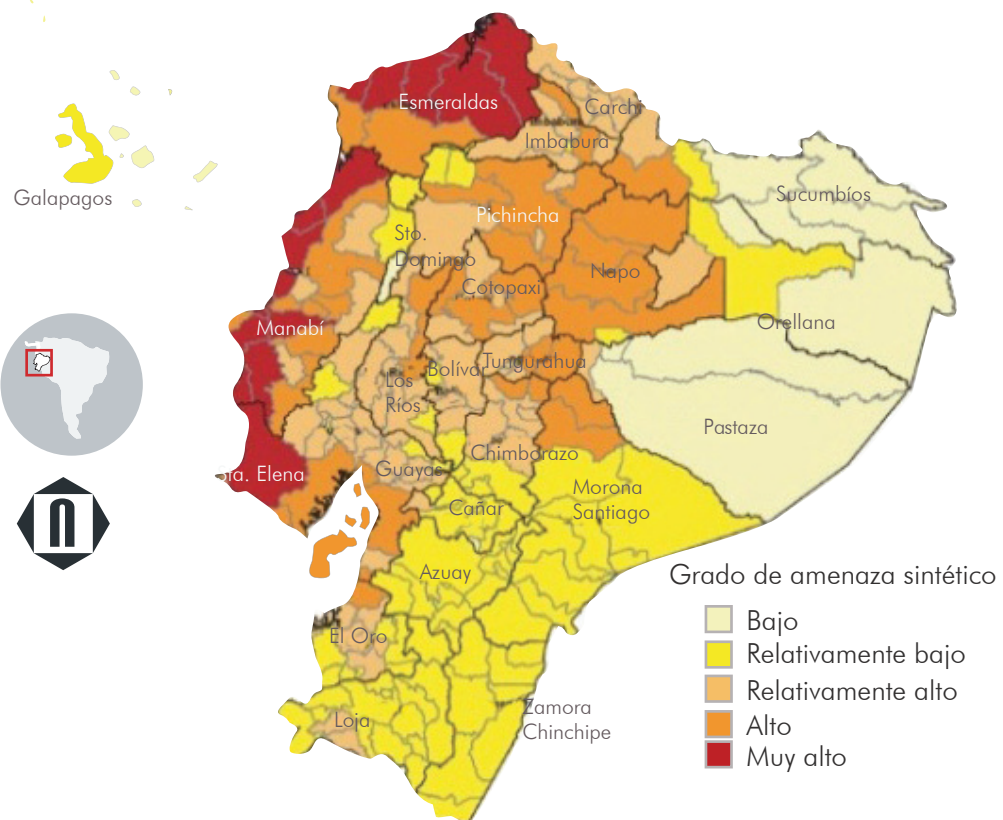 Esmeraldas
Carchi
Imbabura
Galapagos
Sucumbíos
Pichincha
Sto.
Domingo
Napo
Cotopaxi
Orellana
Manabí
Bolívar
Tungurahua
Los
Ríos
Pastaza
Chimborazo
Guayas
Sta. Elena
Morona
Santiago
Cañar
Azuay
El Oro
Loja
Zamora
Chinchipe
Grado de amenaza sintético
Bajo
Relativamente bajo
Relativamente alto
Alto
Muy alto